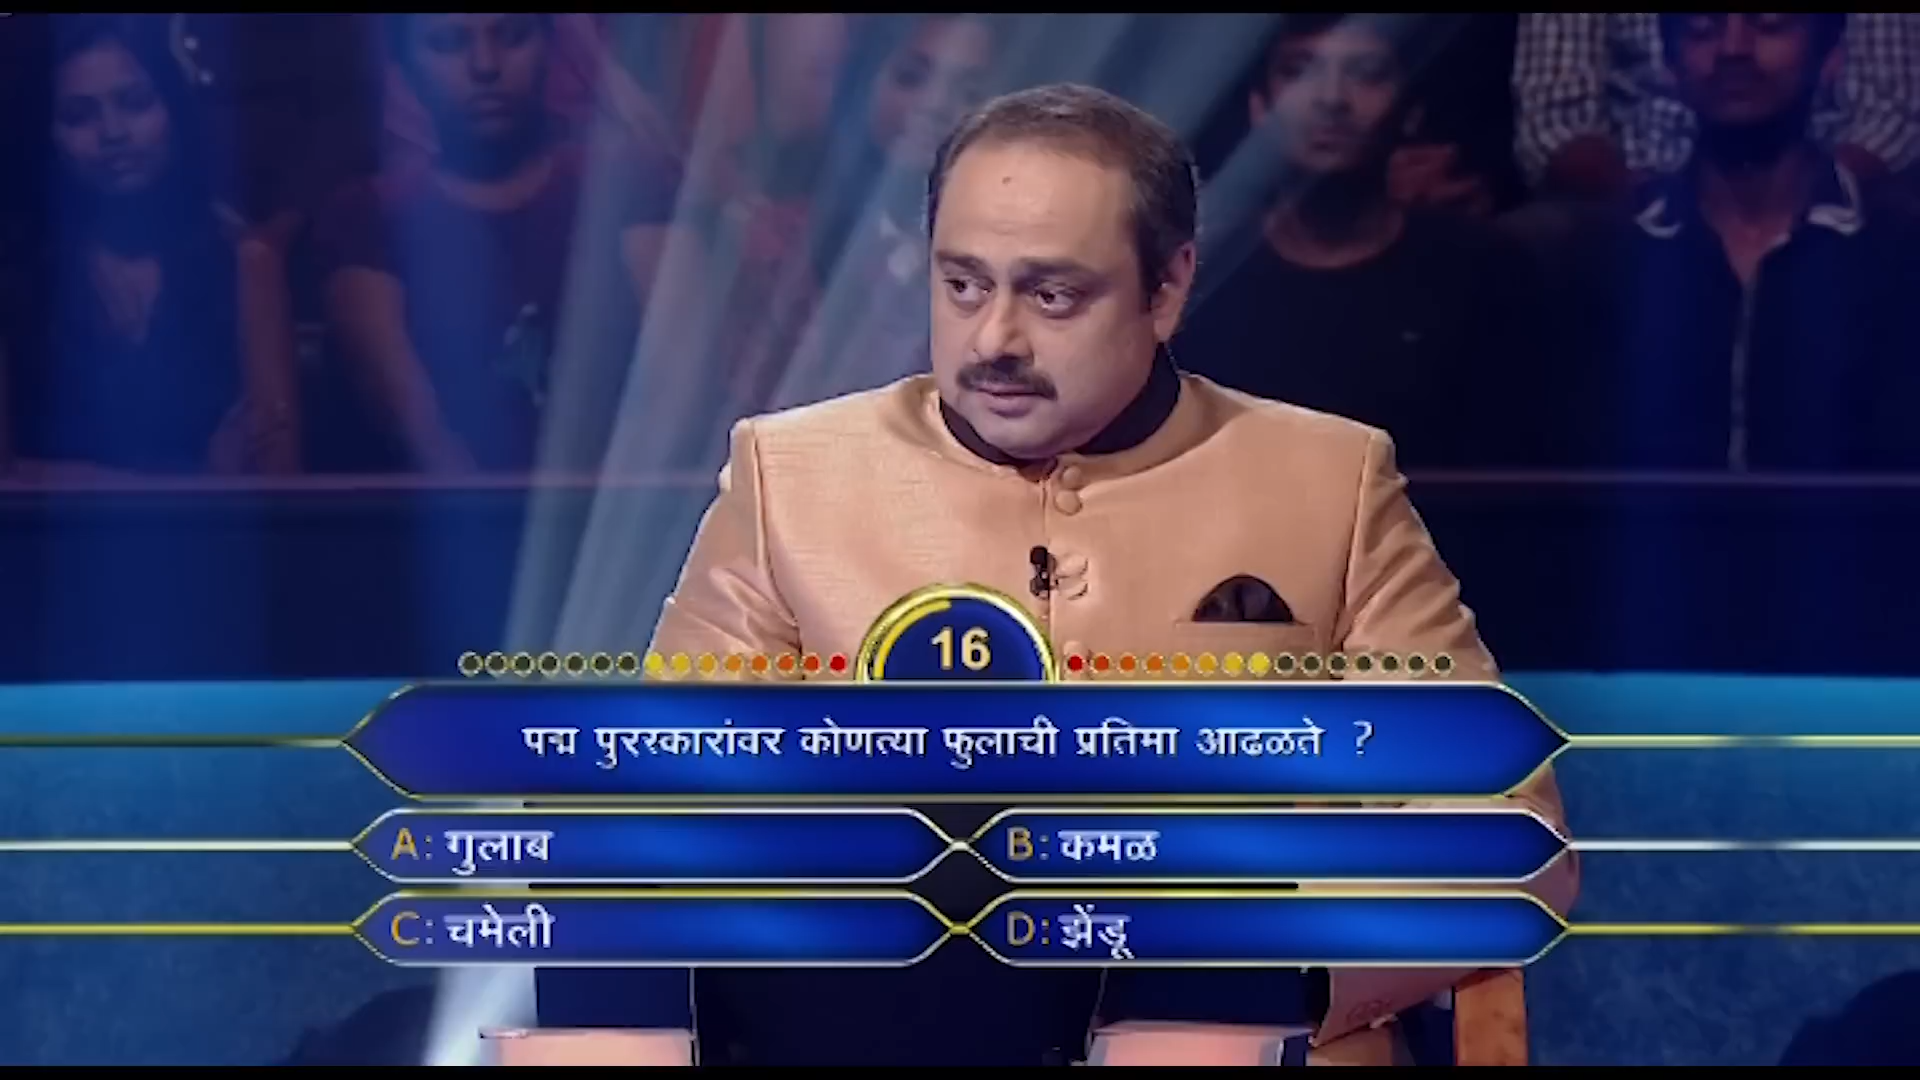 16
पद्म पुरस्कारांवर कोणत्या फुलाची प्रतिमा आढळते ?
A: गुलाब
B: कमळ
C: चमेली
D: झेंडू